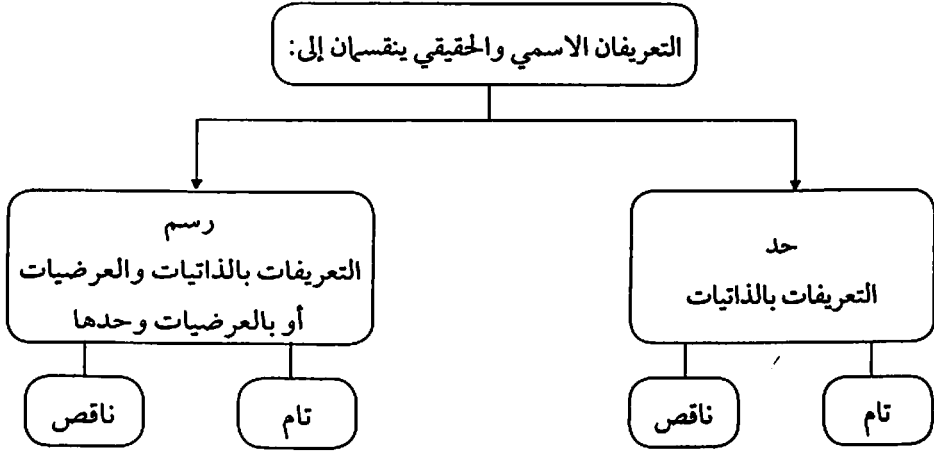 التعريفان الاسمي والحقيقي ينقسمان إلى:
حد
التعريفات بالذاتيات
تام
ناقص
رسم
التعريفات بالذاتيات والعرضيات
أو بالعرضيات وحدها
تام
ناقص